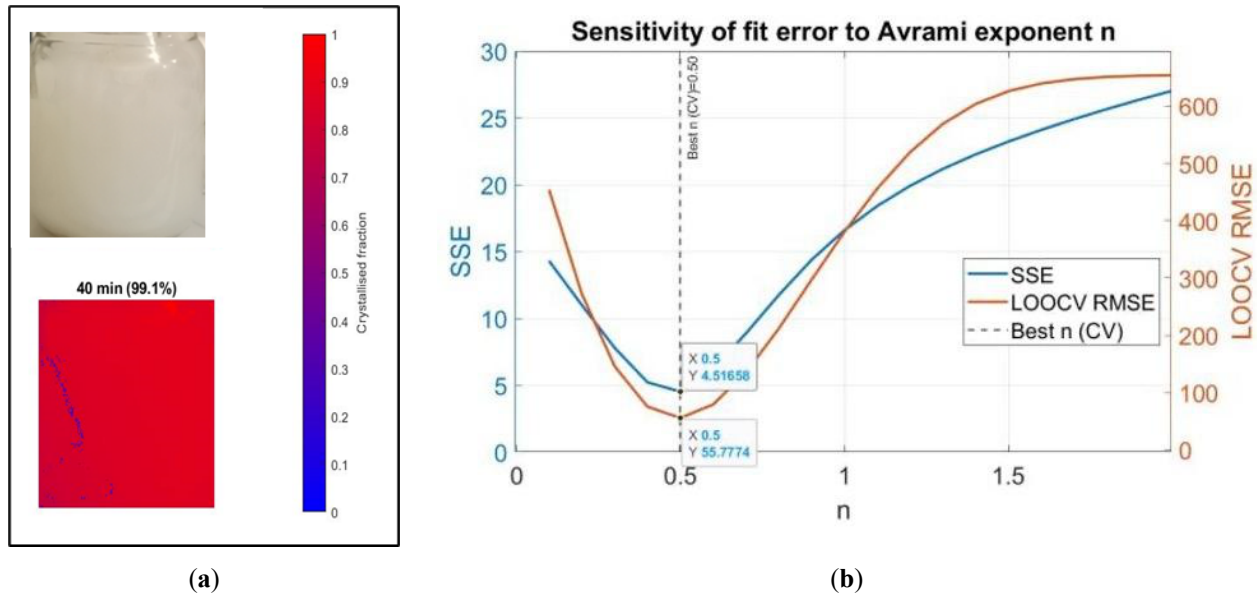 1
0.9
0.8
0.7
0.6
0.5
0.4
0.3
0.2
0.1
0
Crystallised fraction
40 min (99.1%)
(a)
Sensitivity of fit error to Avrami exponent n
30
25
20
15
10
5
0
SSE
Best n (CV)=0.50
X 0.5
Y 4.51658
X 0.5
Y 55.7774
SSE
LOOCV RMSE
Best n (CV)
600
500
400
300
200
100
0
LOOCV RMSE
0
0.5
1
1.5
n
(b)